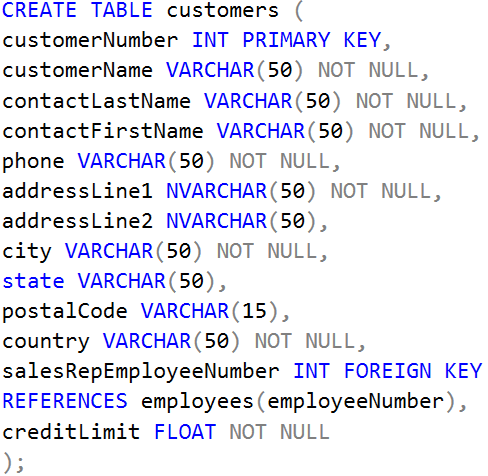 CREATE TABLE customers (
customerNumber INT PRIMARY KEY,
customerName VARCHAR(50) NOT NULL,
contactLastName VARCHAR(50) NOT NULL,
contactFirstName VARCHAR(50) NOT NULL,
phone VARCHAR(50) NOT NULL,
addressLine1 NVARCHAR(50) NOT NULL,
addressLine2 NVARCHAR(50),
city VARCHAR(50) NOT NULL,
state VARCHAR(50),
postalCode VARCHAR(15),
country VARCHAR(50) NOT NULL,
salesRepEmployeeNumber INT FOREIGN KEY
REFERENCES employees(employeeNumber),
creditLimit FLOAT NOT NULL
);